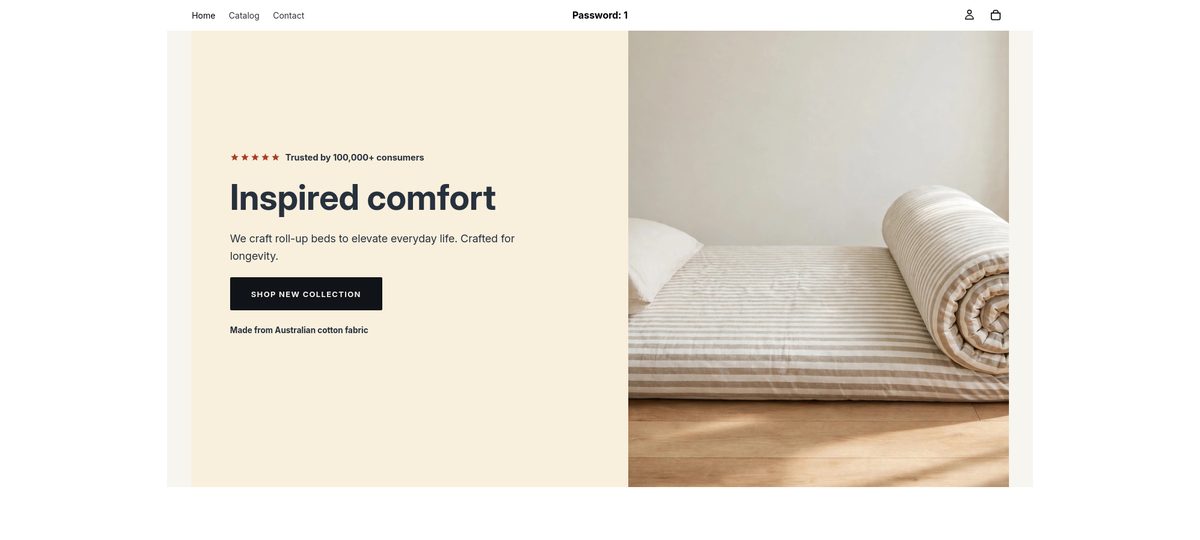 Home Catalog Contact Password: 1
Trusted by 100,000+ consumers
Inspired comfort
We craft roll-up beds to elevate everyday life. Crafted for
longevity.
SHOP NEW COLLECTION
Made from Australian cotton fabric